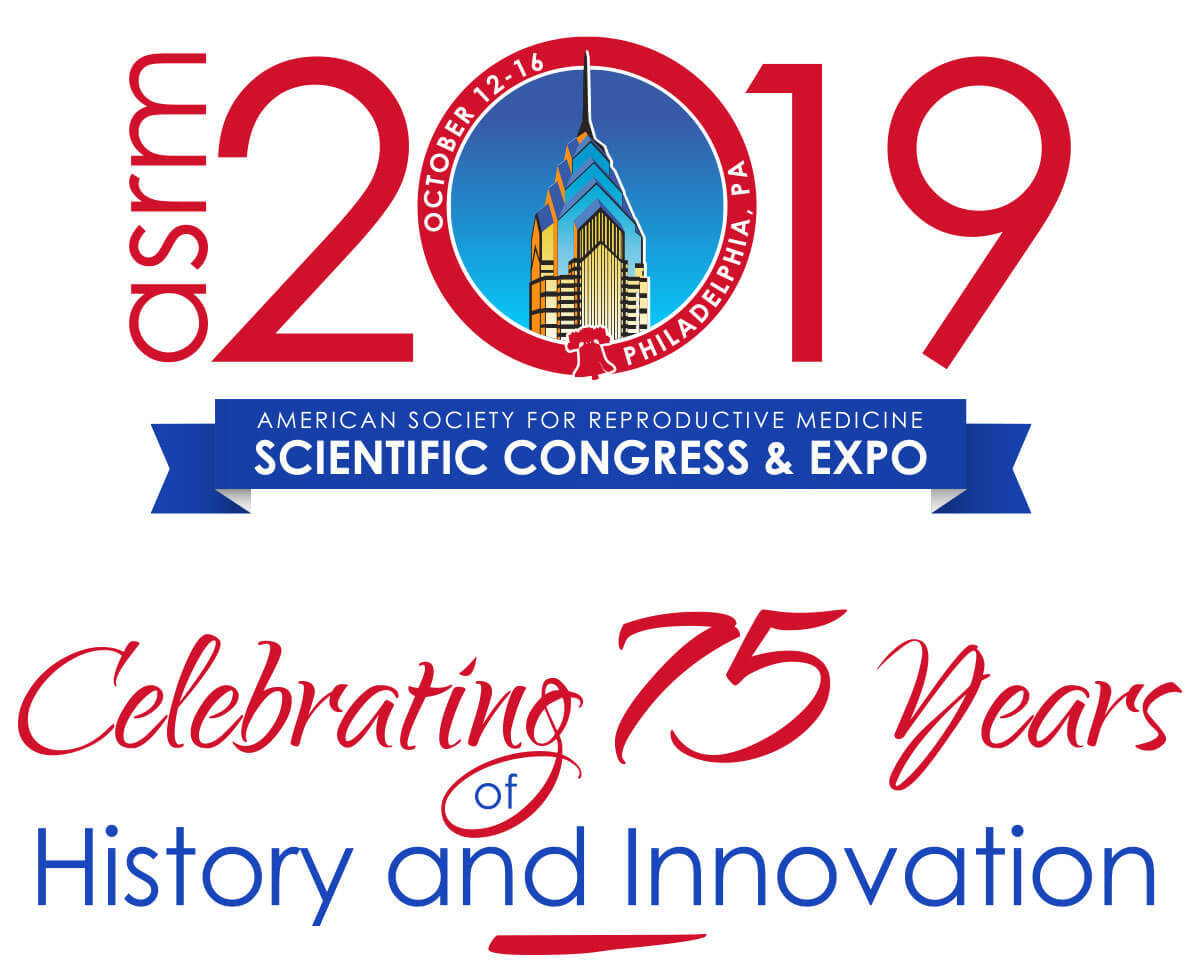 asrm
2019
OCTOBER 12-16
PHILADELPHIA, PA
AMERICAN SOCIETY FOR REPRODUCTIVE MEDICINE
SCIENTIFIC CONGRESS & EXPO
Celebrating 75 Years
of
History and Innovation